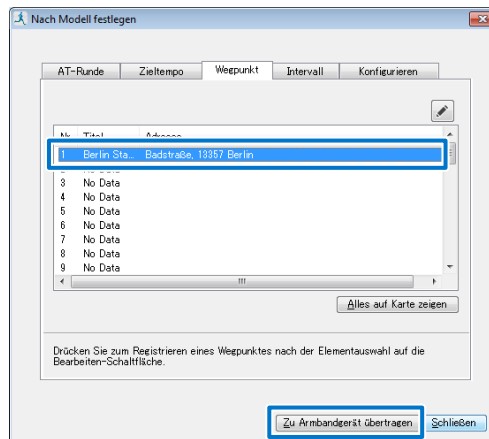 Nach Modell festlegen
AT-Runde Zieltempo Wegpunkt Intervall Konfigurieren
Nr. Titel Adresse
1 Berlin Sta... Badstraße, 13357 Berlin
3 No Data
4 No Data
5 No Data
6 No Data
7 No Data
8 No Data
9 No Data
Alles auf Karte zeigen
Drücken Sie zum Registrieren eines Wegpunktes nach der Elementauswahl auf die
Bearbeiten-Schaltfläche.
Zu Armbandgerät übertragen Schließen